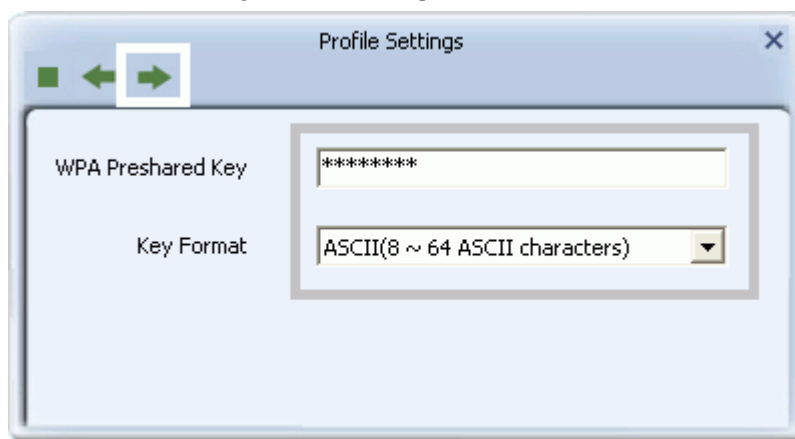 Profile Settings
WPA Preshared Key ********
Key Format ASCII(8 ~ 64 ASCII characters)